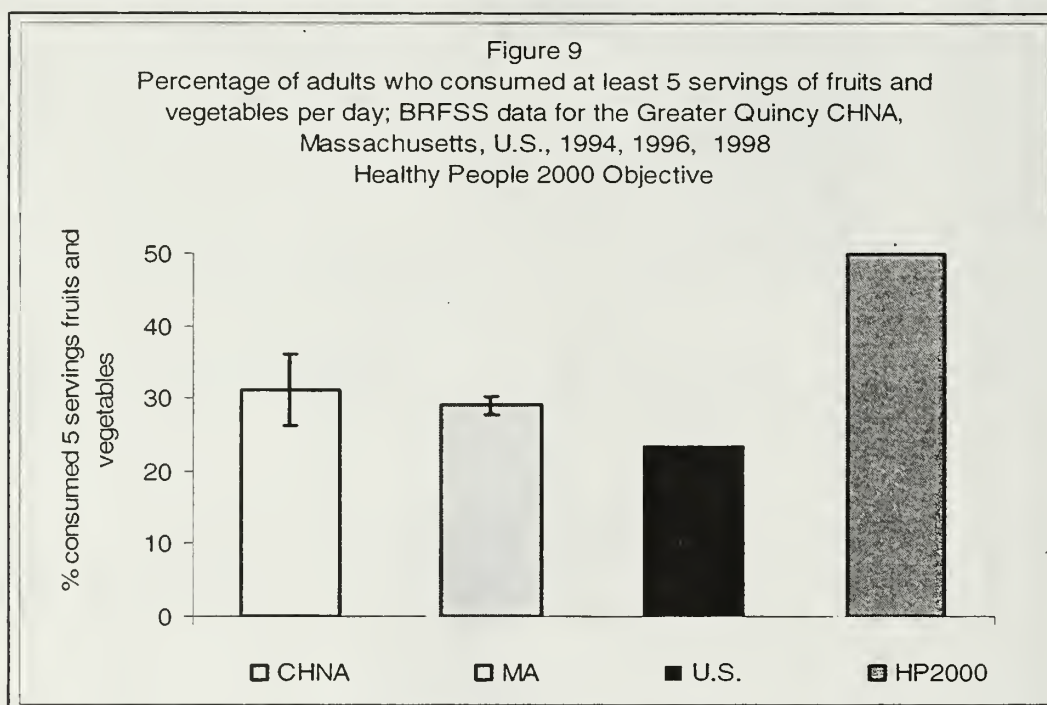 Figure 9
Percentage of adults who consumed at least 5 servings of fruits and
vegetables per day; BRFSS data for the Greater Quincy CHNA,
Massachusetts, U.S., 1994, 1996, 1998
Healthy People 2000 Objective
% consumed 5 servings fruits and
vegetables
50
40
30
20
10
0
CHNA
MA
U.S.
HP2000